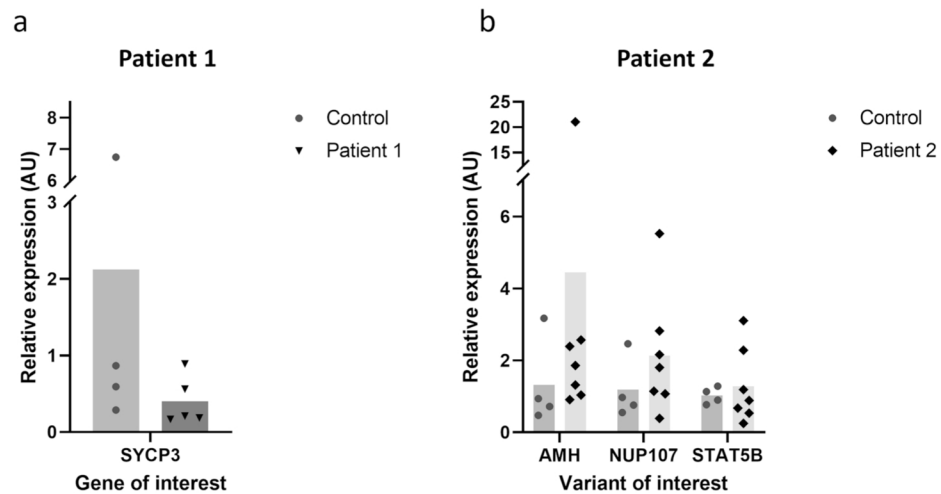 a
Patient 1
Relative expression (AU)
8
7
6
3
2
1
0
SYCP3
Gene of interest
Control
Patient 1
b
Patient 2
Relative expression (AU)
25
20
15
6
4
2
0
AMH NUP107 STAT5B
Variant of interest
Control
Patient 2